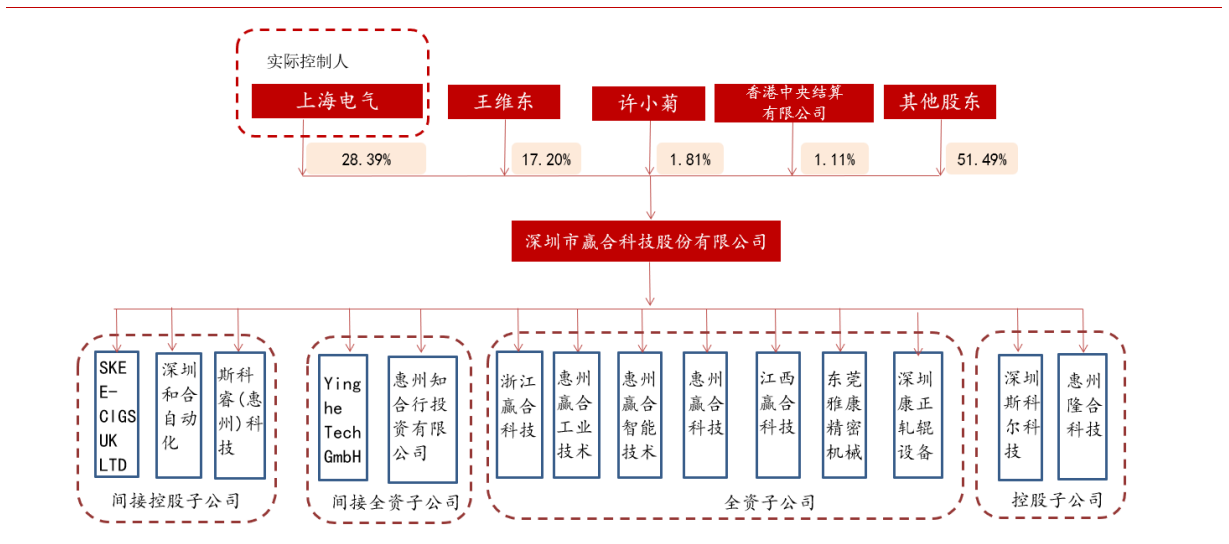 实际控制人
上海电气
王维东
许小菊
香港中央结算
有限公司
其他股东
28.39%
17.20%
1.81%
1.11%
51.49%
深圳市赢合科技股份有限公司
SKE
E-
CIGS
UK
LTD
深圳
和合
自动
化
斯科
睿(惠
州)科
技
Ying
he
Tech
GmbH
惠州知
合行投
资有限
公司
浙江
赢合
科技
惠州
赢合
工业
技术
惠州
赢合
智能
技术
惠州
赢合
科技
江西
赢合
科技
东莞
雅康
精密
机械
深圳
康正
轧辊
设备
深圳
斯科
尔科
技
惠州
隆合
科技
间接控股子公司
间接全资子公司
全资子公司
控股子公司